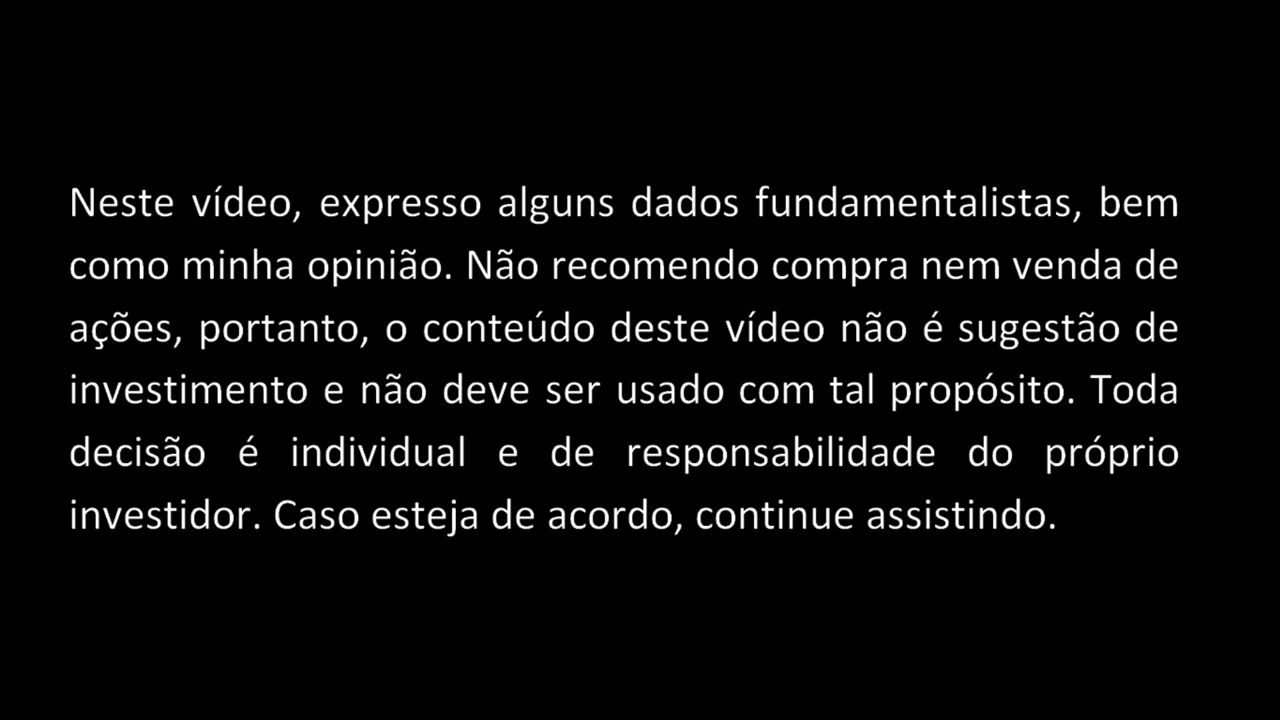 Neste vídeo, expresso alguns dados fundamentalistas, bem
como minha opinião. Não recomendo compra nem venda de
ações, portanto, o conteúdo deste vídeo não é sugestão de
investimento e não deve ser usado com tal propósito. Toda
decisão é individual e de responsabilidade do próprio
investidor. Caso esteja de acordo, continue assistindo.